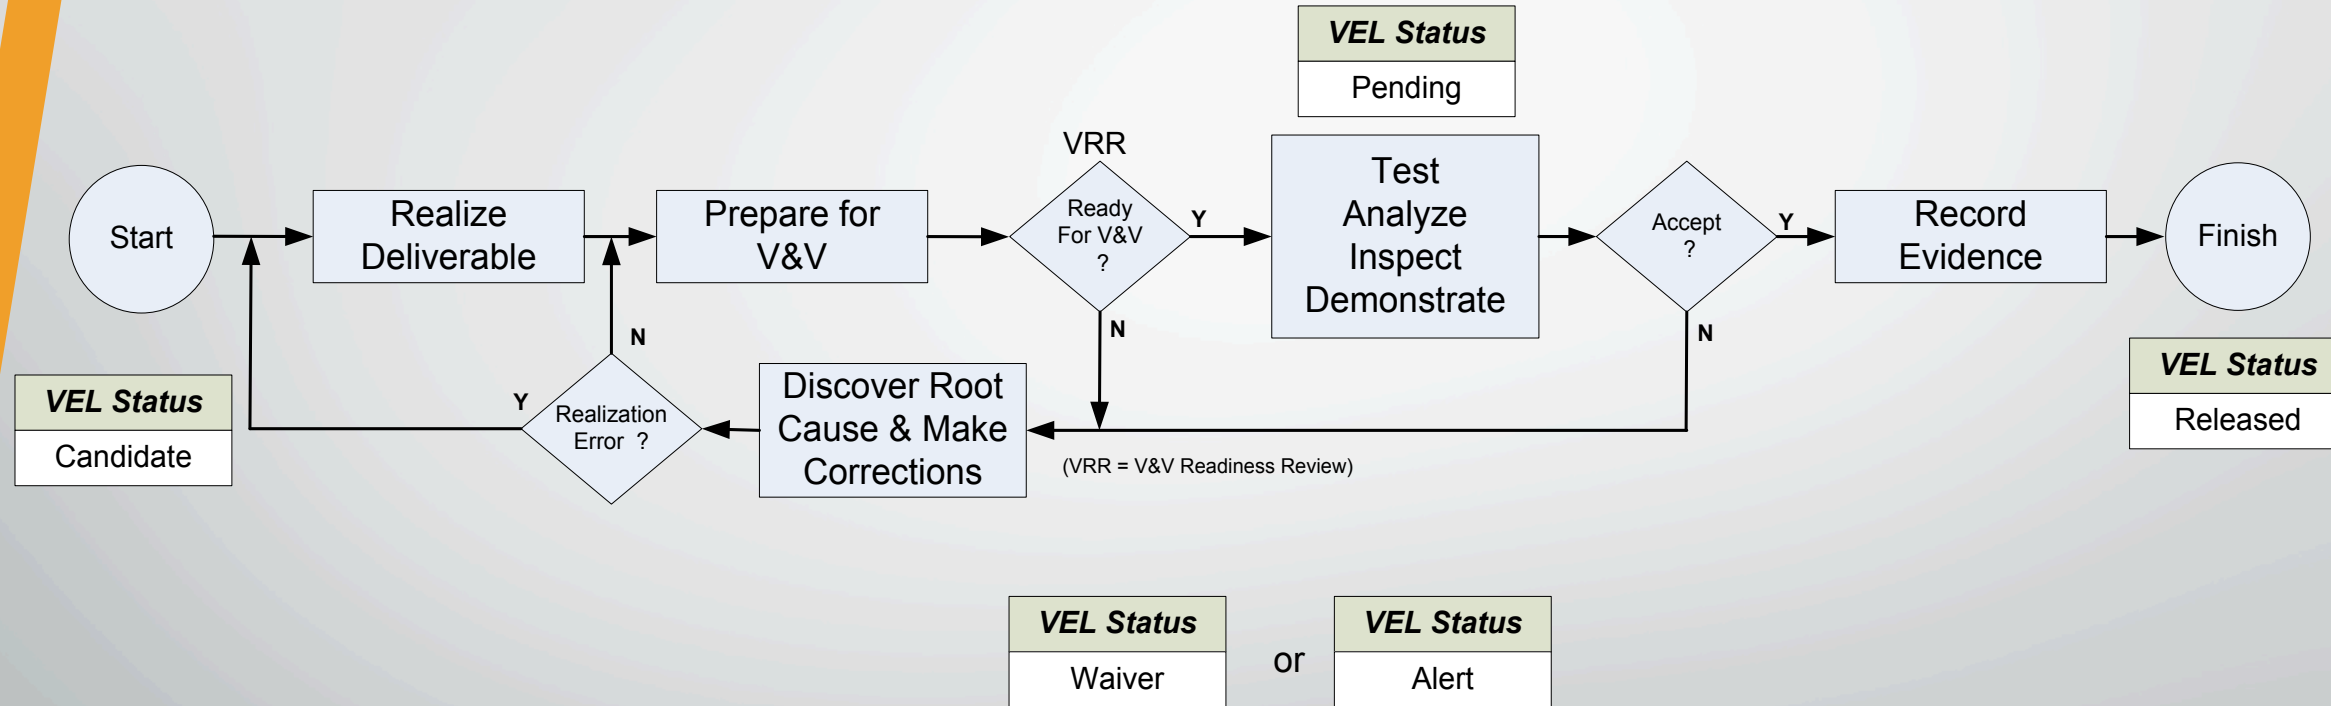 VEL Status
Pending
VRR
Start
Realize
Deliverable
Prepare for
V&V
Ready
For V&V
?
Y
N
Test
Analyze
Inspect
Demonstrate
Accept
?
Y
N
Record
Evidence
Finish
VEL Status
Candidate
Y
N
Realization
Error ?
Discover Root
Cause & Make
Corrections
(VRR = V&V Readiness Review)
VEL Status
Released
VEL Status
Waiver
or
VEL Status
Alert